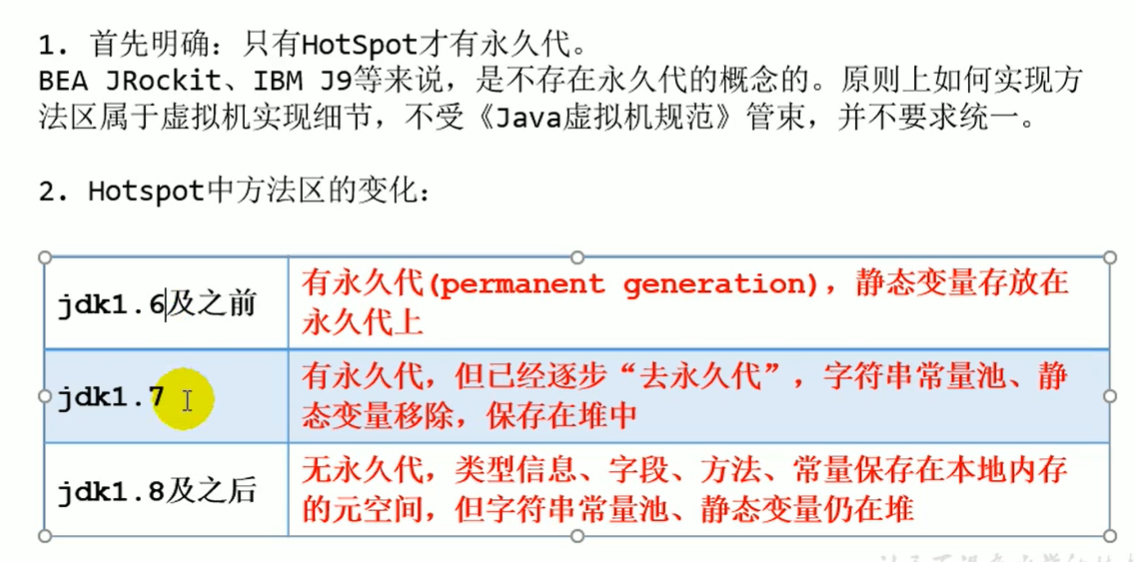 1. 首先明确：只有HotSpot才有永久代。
BEA JRockit、IBM J9等来说，是不存在永久代的概念的。原则上如何实现方
法区属于虚拟机实现细节，不受《Java虚拟机规范》管束，并不要求统一。
2. Hotspot中方法区的变化：
jdk1.6及之前
有永久代(permanent generation)，静态变量存放在
永久代上
jdk1.7
有永久代，但已经逐步“去永久代”，字符串常量池、静
态变量移除，保存在堆中
jdk1.8及之后
无永久代，类型信息、字段、方法、常量保存在本地内存
的元空间，但字符串常量池、静态变量仍在堆